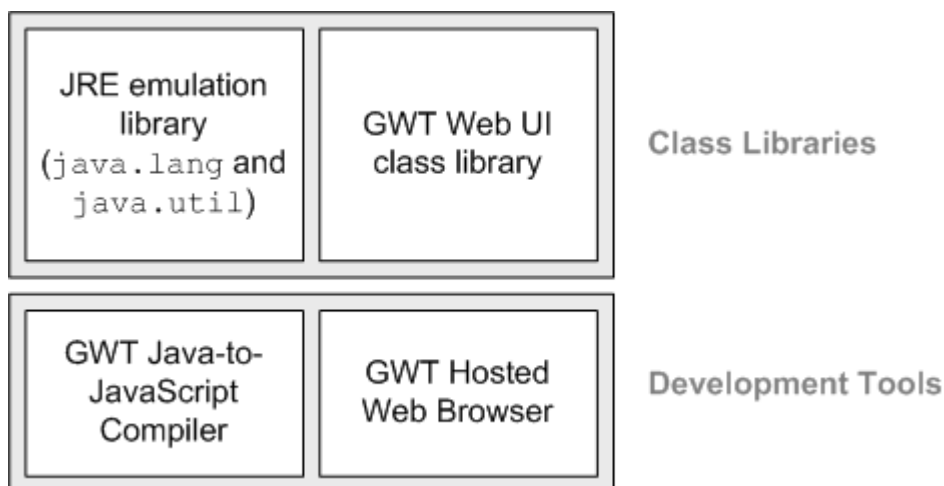 JRE emulation
library
(java.lang and
java.util)
GWT Web UI
class library
Class Libraries
GWT Java-to-
JavaScript
Compiler
GWT Hosted
Web Browser
Development Tools